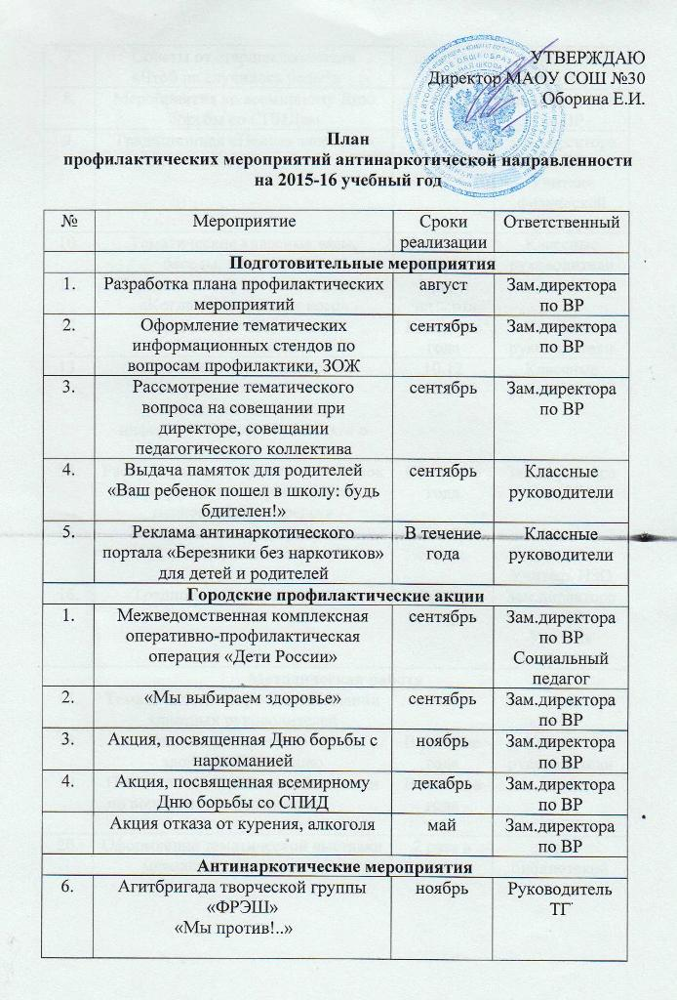 УТВЕРЖДАЮ
Директор МАОУ СОШ №30
Оборина Е.И.
План
профилактических мероприятий антинаркотической направленности
на 2015-16 учебный год
№ Мероприятие Сроки Ответственный
реализации
Подготовительные мероприятия
1. Разработка плана профилактических август Зам.директора
мероприятий по ВР
2. Оформление тематических сентябрь Зам.директора
информационных стендов по по ВР
вопросам профилактики, ЗОЖ
3. Рассмотрение тематического сентябрь Зам.директора
вопроса на совещании при по ВР
директоре, совещании
педагогического коллектива
4. Выдача памяток для родителей сентябрь Классные
«Ваш ребенок пошел в школу: будь руководители
бдителен!»
5. Реклама антинаркотического В течение Классные
портала «Березники без наркотиков» года руководители
для детей и родителей
Городские профилактические акции
1. Межведомственная комплексная сентябрь Зам.директора
оперативно-профилактическая по ВР
операция «Дети России» Социальный
педагог
2. «Мы выбираем здоровье» сентябрь Зам.директора
по ВР
3. Акция, посвященная Дню борьбы с ноябрь Зам.директора
наркоманией по ВР
4. Акция, посвященная всемирному декабрь Зам.директора
Дню борьбы со СПИД по ВР
Акция отказа от курения, алкоголя май Зам.директора
по ВР
Антинаркотические мероприятия
6. Агитбригада творческой группы ноябрь Руководитель
«ФРЭШ» ТГ
«Мы против!..»